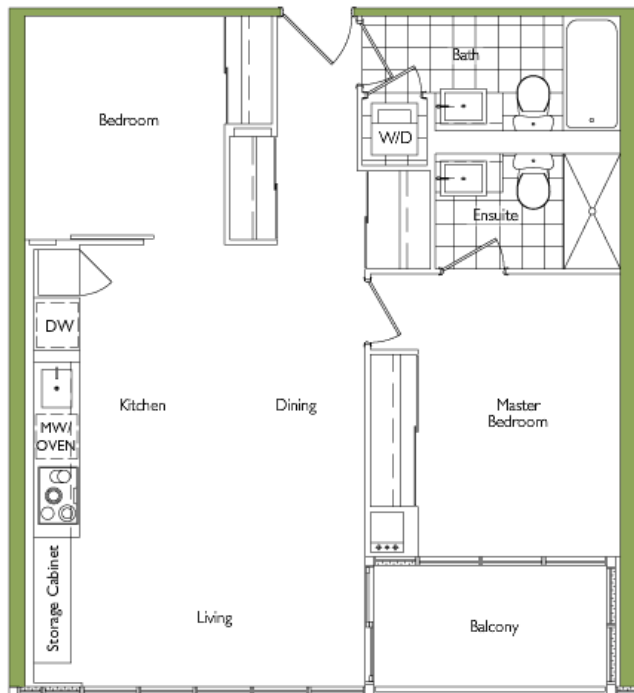 Bath
Bedroom
W/D
Ensuite
DW
Kitchen
Dining
Master
Bedroom
MW/
OVEN
Storage Cabinet
Living
Balcony